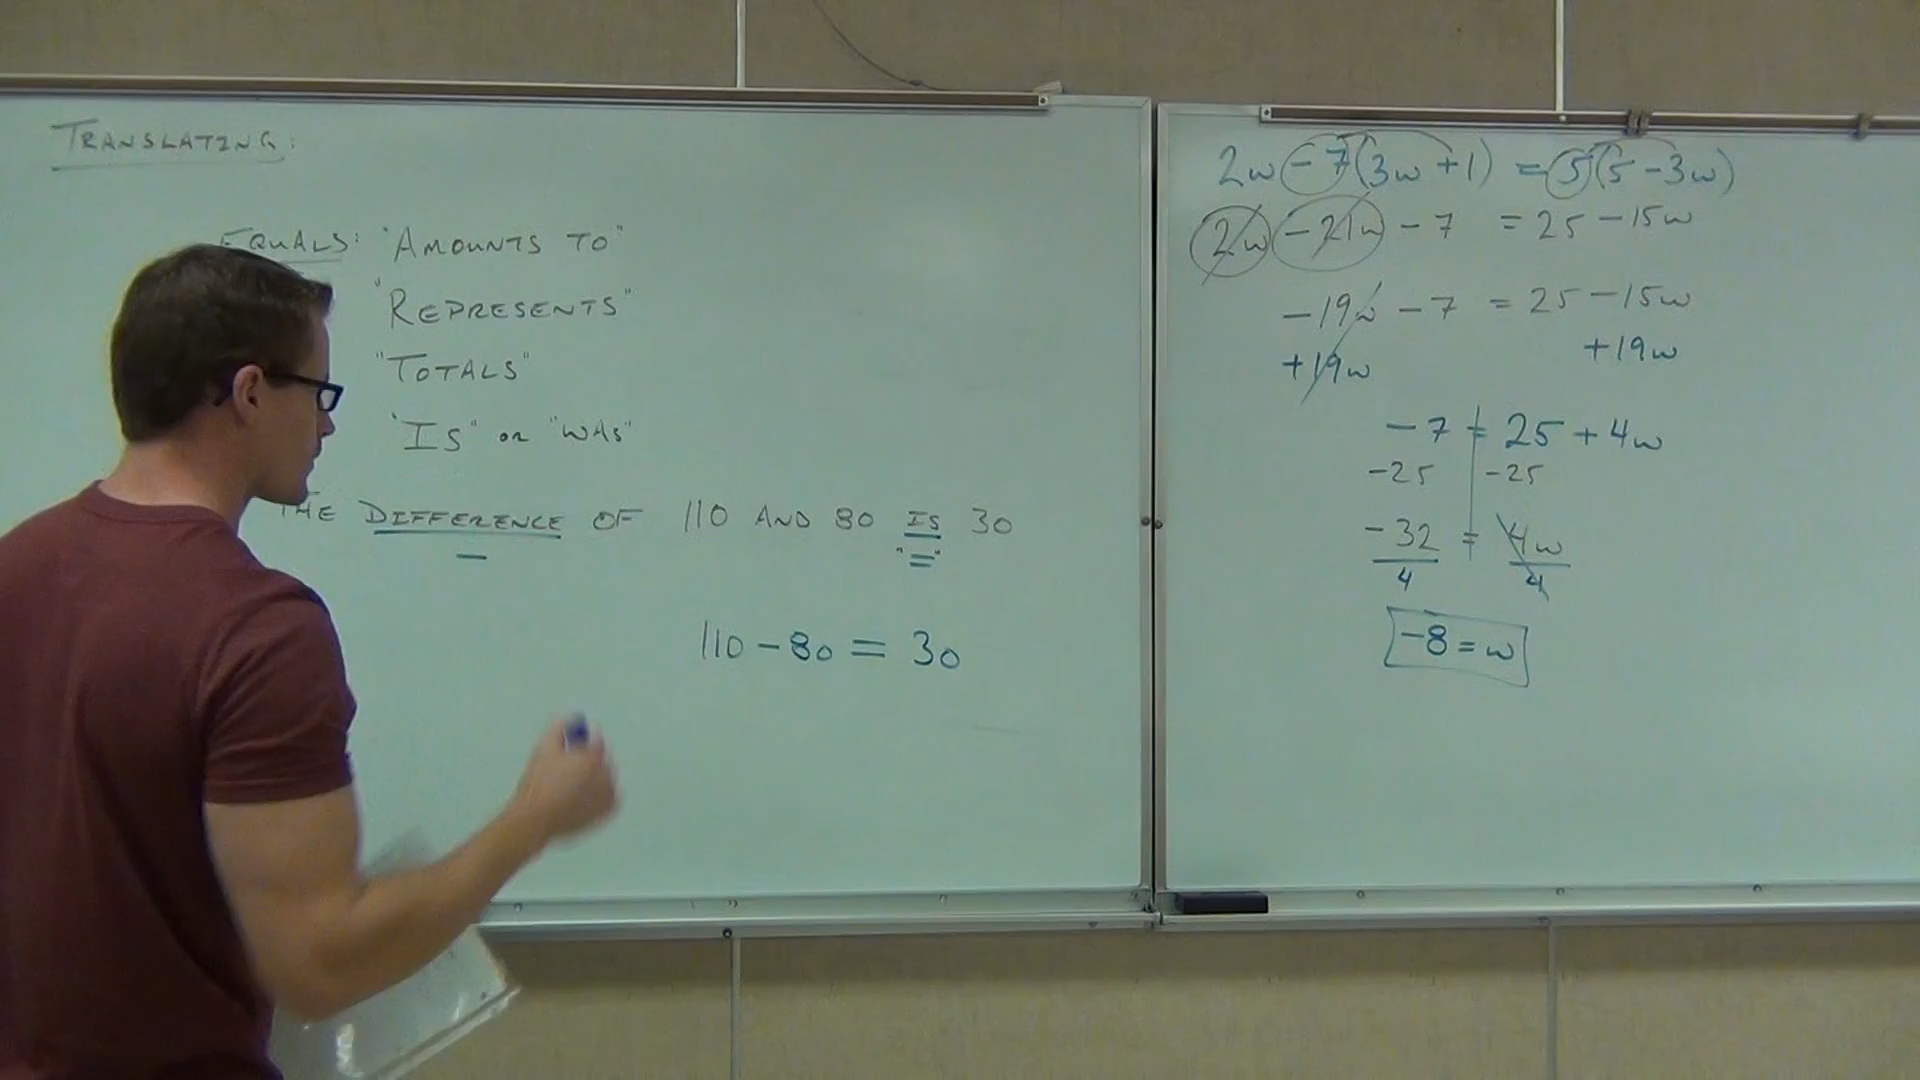 TRANSLATING:
EQUALS: "AMOUNTS TO"
"REPRESENTS"
"TOTALS"
"IS" or "WAS"
THE DIFFERENCE OF 110 AND 80 IS 30
— "="
110 - 80 = 30
2w - 7(3w + 1) = 5(5 - 3w)
2w - 21w - 7 = 25 - 15w
-19w - 7 = 25 - 15w
+19w +19w
-7 = 25 + 4w
-25 -25
-32 = 4w
4 4
-8 = w